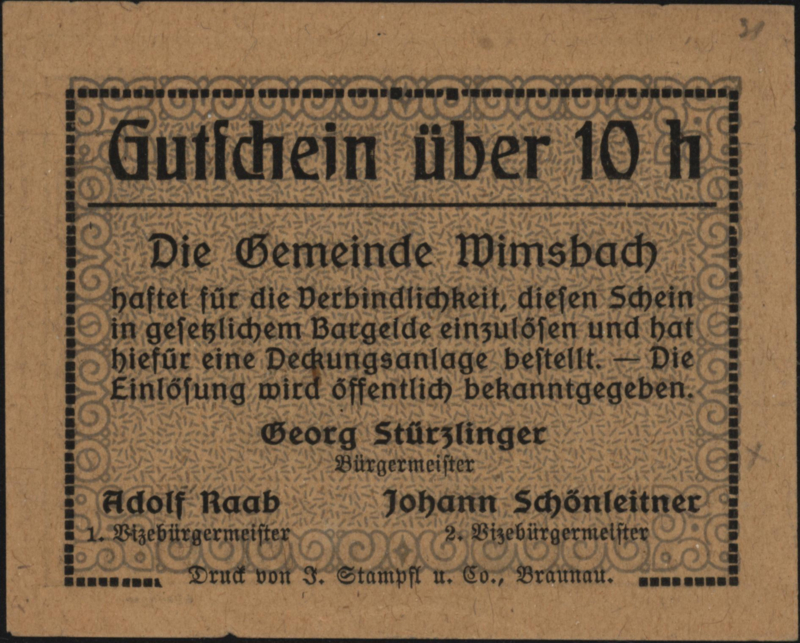 Gutschein über 10 h
Die Gemeinde Wimsbach
haftet für die Verbindlichkeit, diesen Schein
in gesetzlichem Bargelde einzulösen und hat
hiefür eine Deckungsanlage bestellt. — Die
Einlösung wird öffentlich bekanntgegeben.
Georg Stürzlinger
Bürgermeister
Adolf Raab Johann Schönleitner
1. Vizebürgermeister 2. Vizebürgermeister
Druck von J. Stampfl u. Co., Braunau.